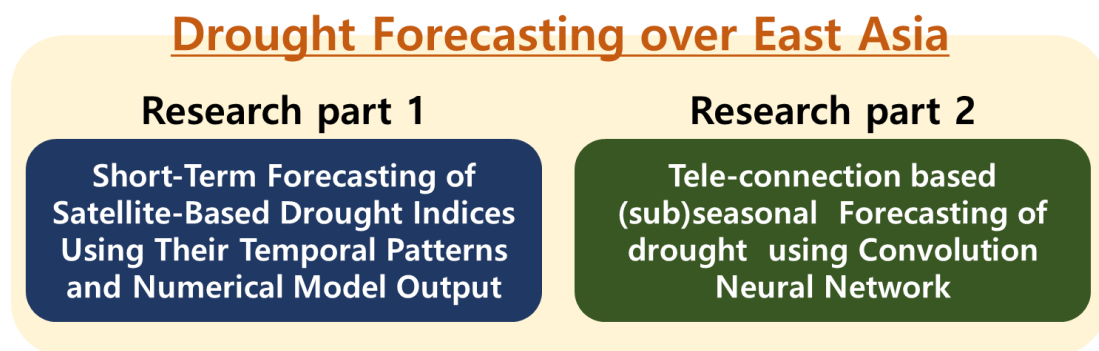 Drought Forecasting over East Asia
Research part 1
Short-Term Forecasting of
Satellite-Based Drought Indices
Using Their Temporal Patterns
and Numerical Model Output
Research part 2
Tele-connection based
(sub)seasonal  Forecasting of
drought  using Convolution
Neural Network